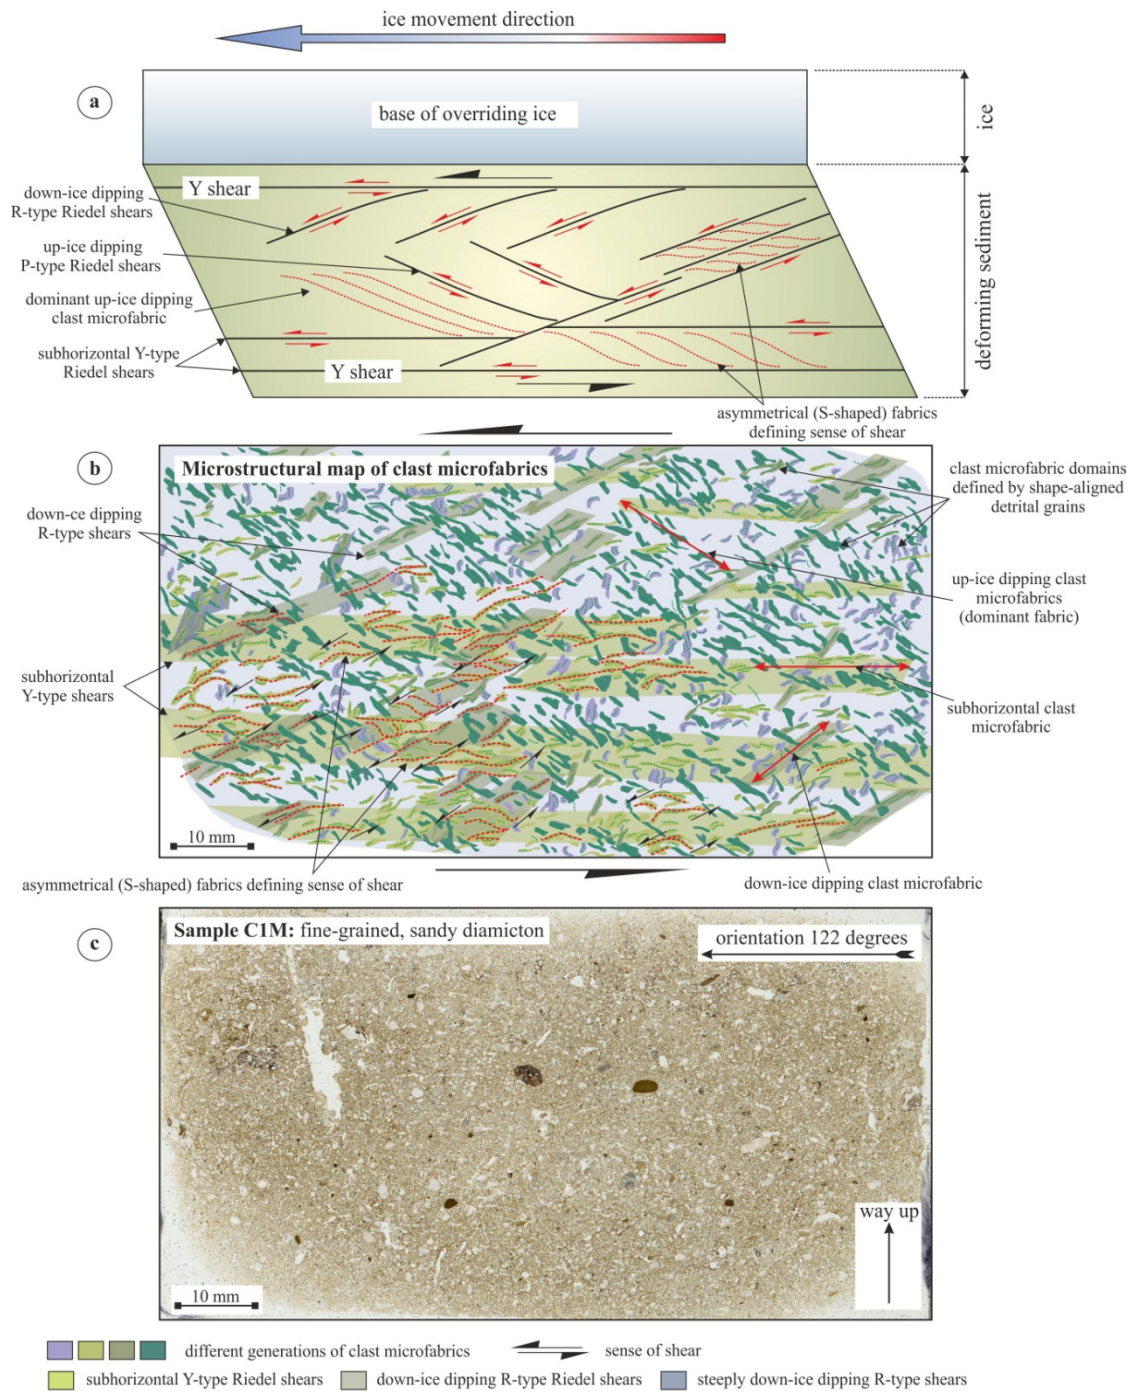 ice movement direction
a
base of overriding ice
ice
down-ice dipping
R-type Riedel shears
Y shear
up-ice dipping
P-type Riedel shears
dominant up-ice dipping
clast microfabric
subhorizontal Y-type
Riedel shears
Y shear
deforming sediment
asymmetrical (S-shaped) fabrics
defining sense of shear
b
Microstructural map of clast microfabrics
down-ce dipping
R-type shears
clast microfabric domains
defined by shape-aligned
detrital grains
up-ice dipping clast
microfabrics
(dominant fabric)
subhorizontal
Y-type shears
subhorizontal clast
microfabric
10 mm
asymmetrical (S-shaped) fabrics defining sense of shear
down-ice dipping clast microfabric
c
Sample C1M: fine-grained, sandy diamicton
orientation 122 degrees
way up
10 mm
different generations of clast microfabrics
sense of shear
subhorizontal Y-type Riedel shears
down-ice dipping R-type Riedel shears
steeply down-ice dipping R-type shears